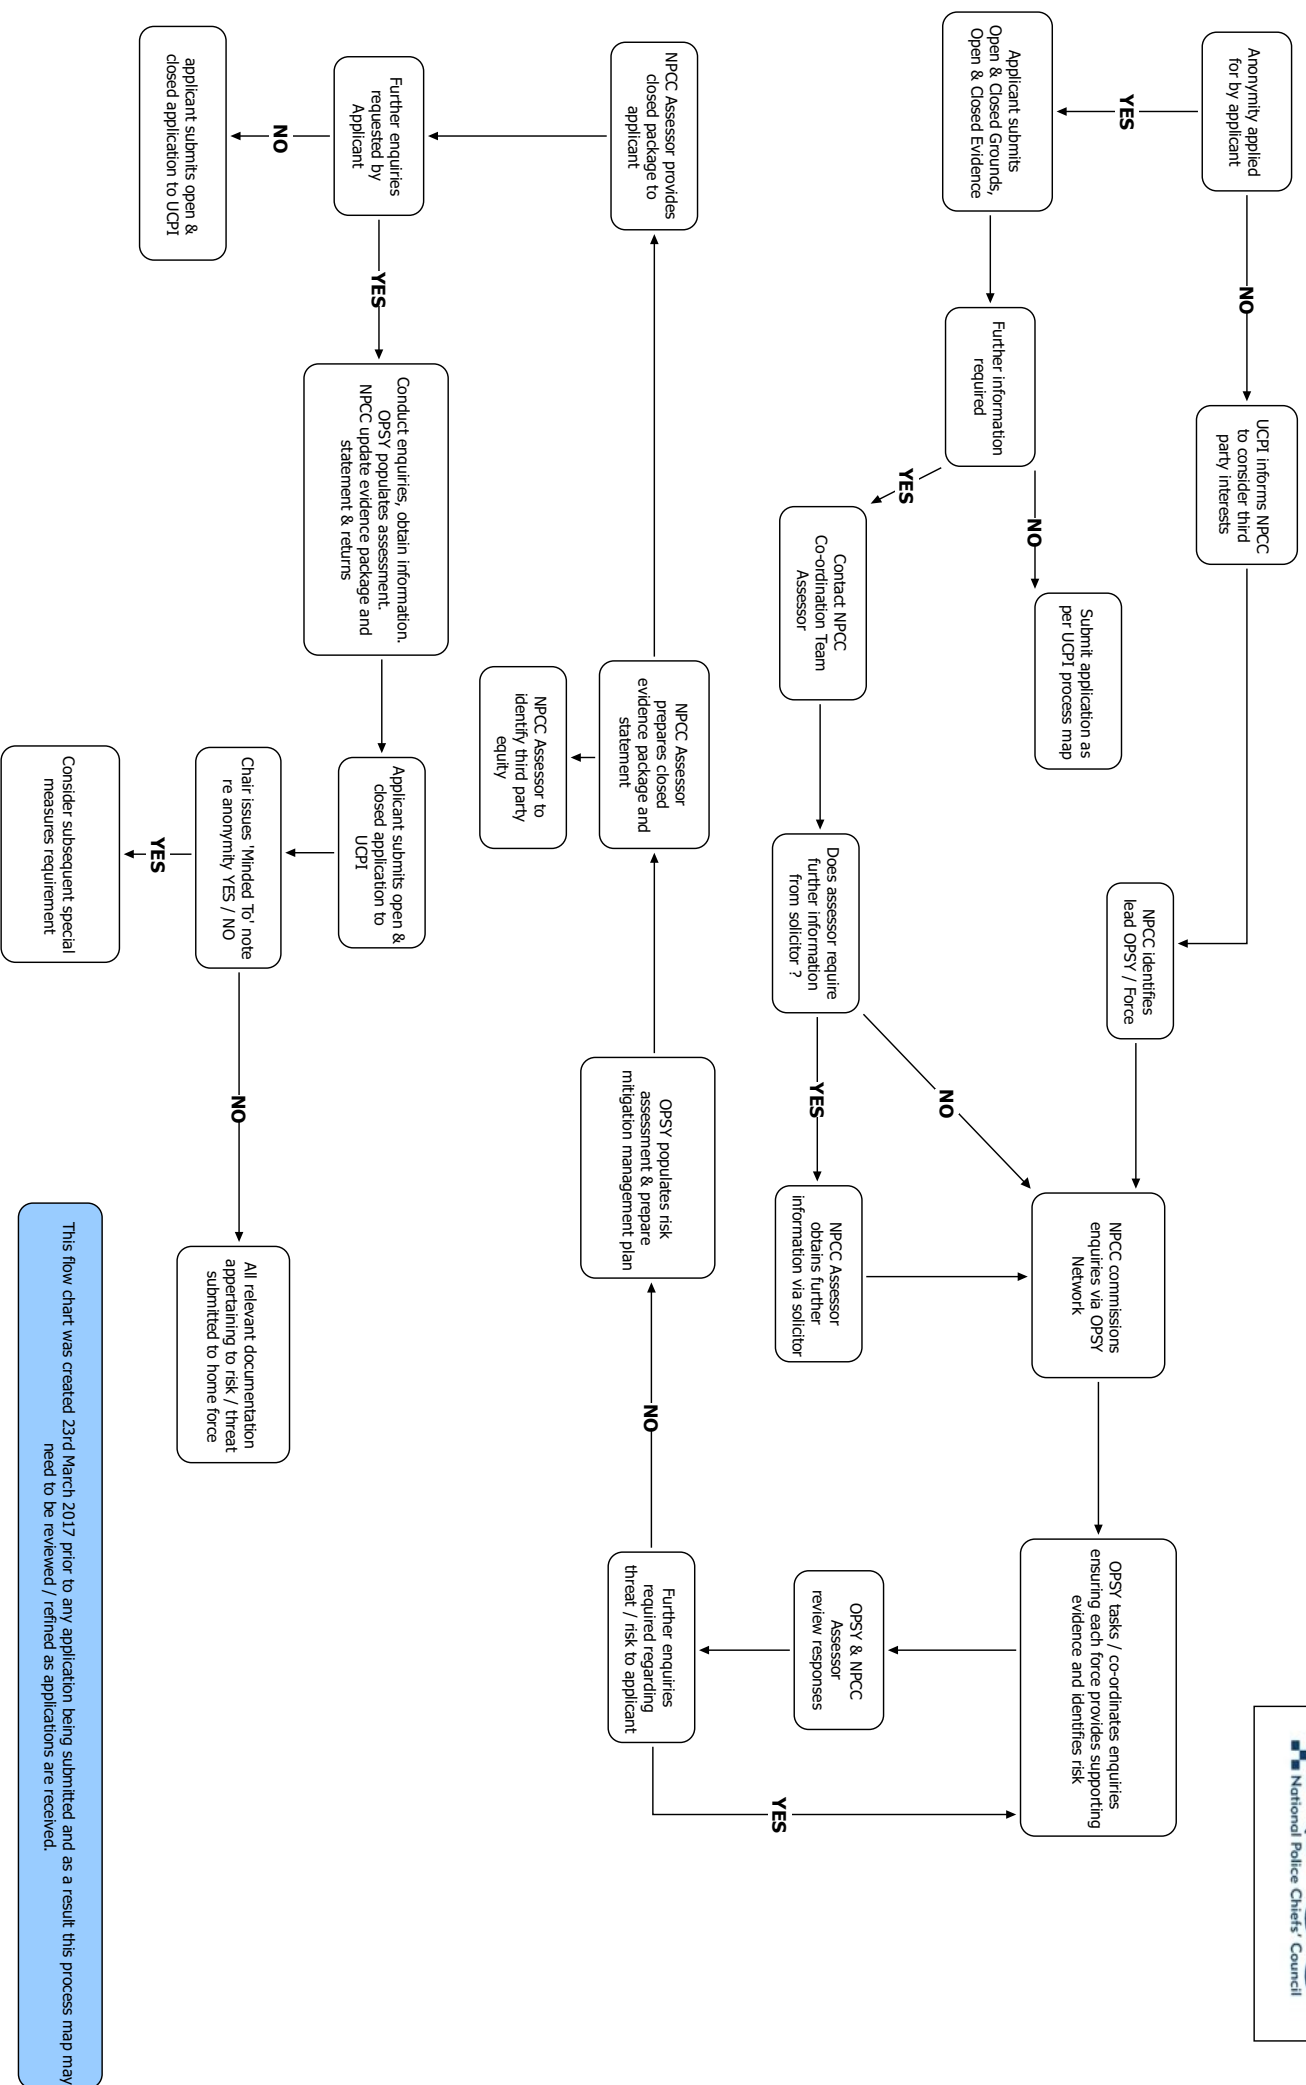 National Police Chiefs' Council
Anonymity applied
for by applicant
NO
UCPI informs NPCC
to consider third
party interests
NPCC identifies
lead OPSY / Force
YES
Applicant submits
Open & Closed Grounds,
Open & Closed Evidence
Further information
required
NO
Submit application as
per UCPI process map
YES
Contact NPCC
Co-ordination Team
Assessor
Does assessor require
further information
from solicitor ?
NO
YES
NPCC Assessor
obtains further
information via solicitor
NPCC commissions
enquiries via OPSY
Network
OPSY tasks / co-ordinates enquiries
ensuring each force provides supporting
evidence and identifies risk
OPSY & NPCC
Assessor
review responses
Further enquiries
required regarding
threat / risk to applicant
YES
NO
OPSY populates risk
assessment & prepare
mitigation management plan
NPCC Assessor
prepares closed
evidence package and
statement
NPCC Assessor to
identify third party
equity
NPCC Assessor provides
closed package to
applicant
Further enquiries
requested by
Applicant
NO
applicant submits open &
closed application to UCPI
YES
Conduct enquiries, obtain information.
OPSY populates assessment.
NPCC update evidence package and
statement & returns
Applicant submits open &
closed application to
UCPI
Chair issues 'Minded To' note
re anonymity YES / NO
YES
Consider subsequent special
measures requirement
NO
All relevant documentation
appertaining to risk / threat
submitted to home force
This flow chart was created 23rd March 2017 prior to any application being submitted and as a result this process map may
need to be reviewed / refined as applications are received.